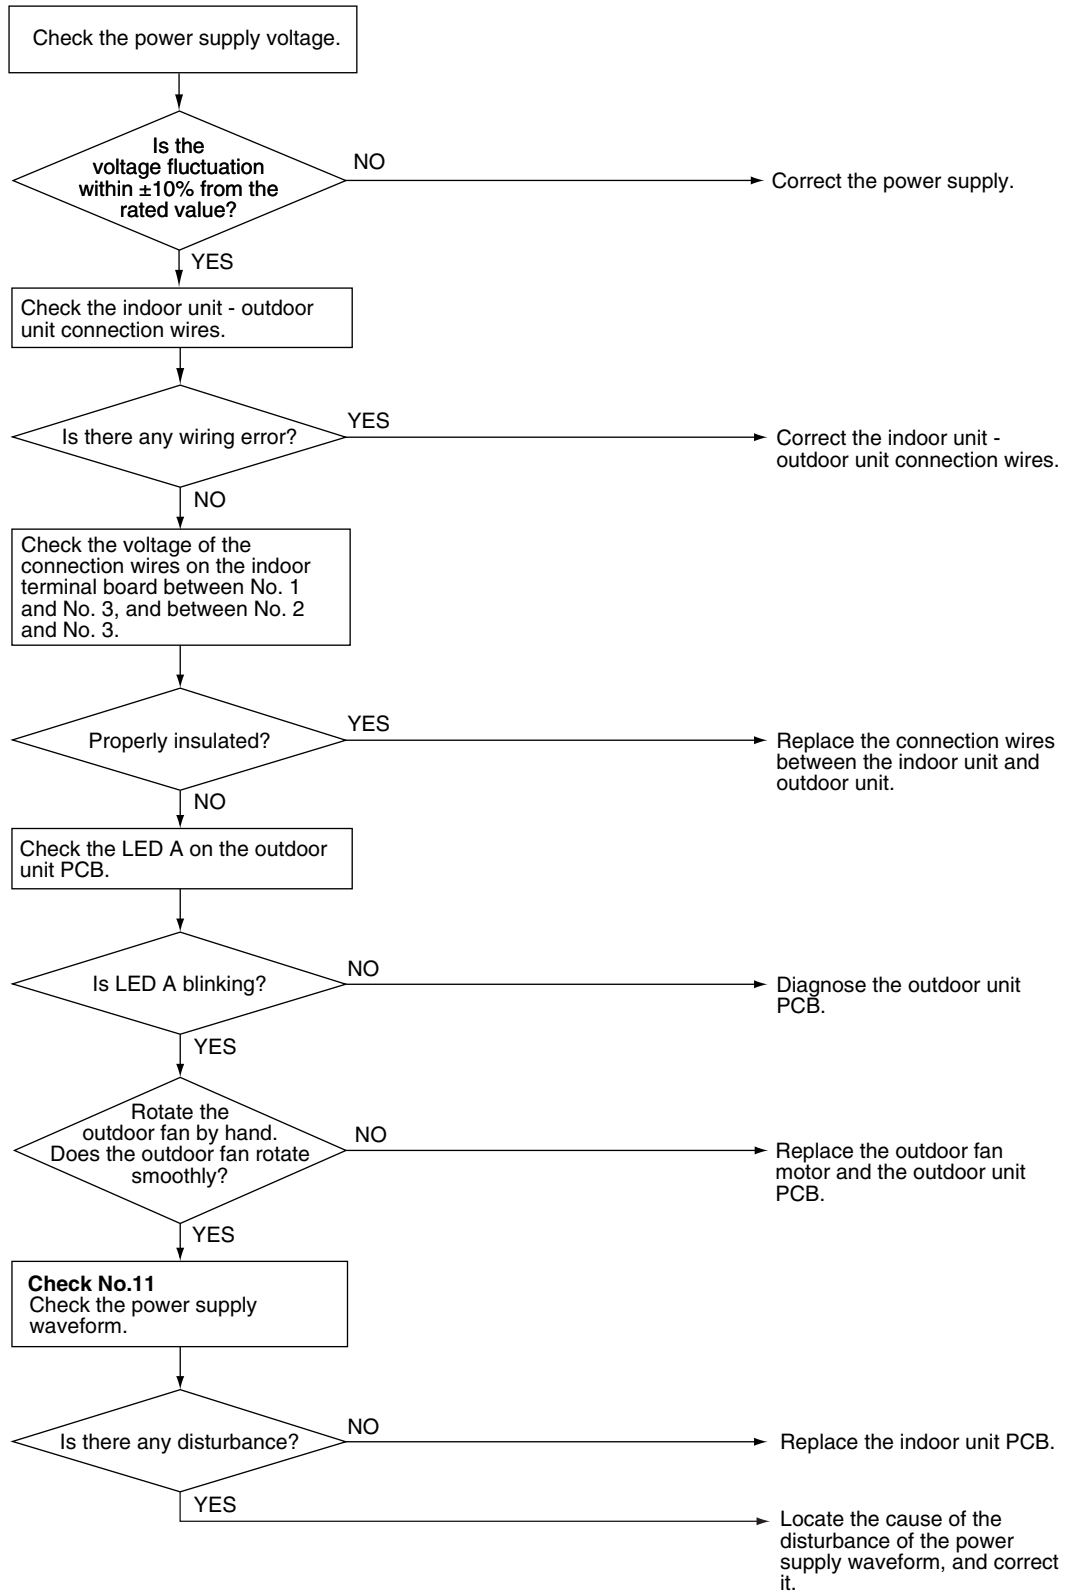 Check the power supply voltage.
Is the
voltage fluctuation
within ±10% from the
rated value?
NO
Correct the power supply.
YES
Check the indoor unit - outdoor
unit connection wires.
Is there any wiring error?
YES
Correct the indoor unit -
outdoor unit connection wires.
NO
Check the voltage of the
connection wires on the indoor
terminal board between No. 1
and No. 3, and between No. 2
and No. 3.
Properly insulated?
YES
Replace the connection wires
between the indoor unit and
outdoor unit.
NO
Check the LED A on the outdoor
unit PCB.
Is LED A blinking?
NO
Diagnose the outdoor unit
PCB.
YES
Rotate the
outdoor fan by hand.
Does the outdoor fan rotate
smoothly?
NO
Replace the outdoor fan
motor and the outdoor unit
PCB.
YES
Check No.11
Check the power supply
waveform.
Is there any disturbance?
NO
Replace the indoor unit PCB.
YES
Locate the cause of the
disturbance of the power
supply waveform, and correct
it.